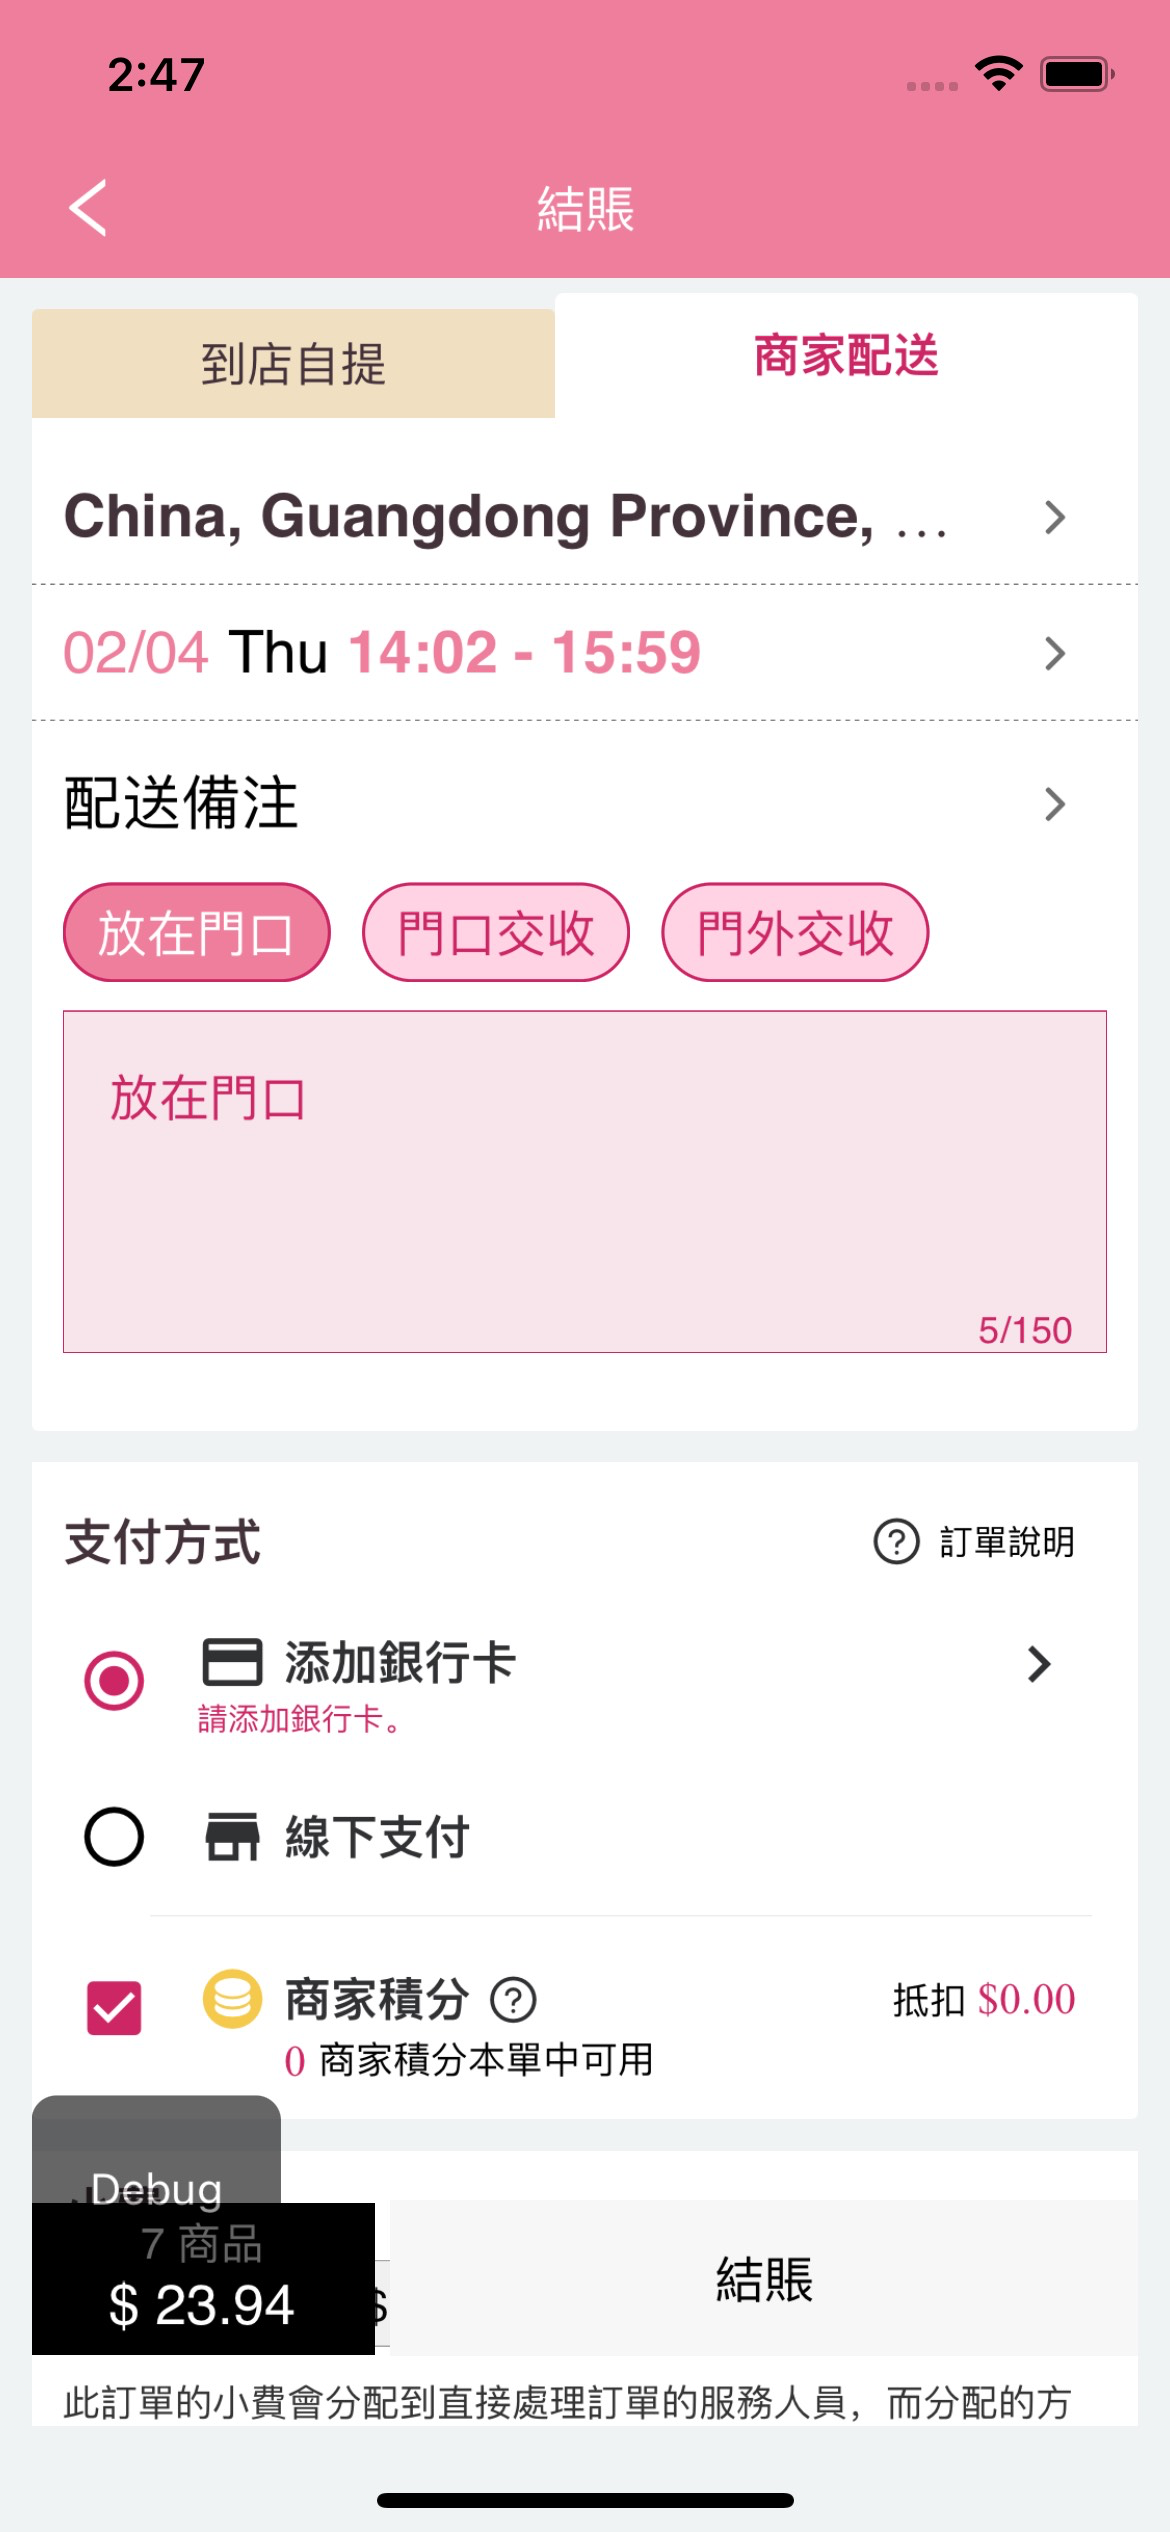 2:47
結賬
到店自提
商家配送
China, Guangdong Province, ...
02/04 Thu 14:02 - 15:59
配送備注
放在門口 門口交收 門外交收
放在門口
5/150
支付方式
訂單說明
添加銀行卡
請添加銀行卡。
線下支付
商家積分
抵扣 $0.00
0 商家積分本單中可用
Debug
7 商品
$ 23.94
$
結賬
此訂單的小費會分配到直接處理訂單的服務人員，而分配的方